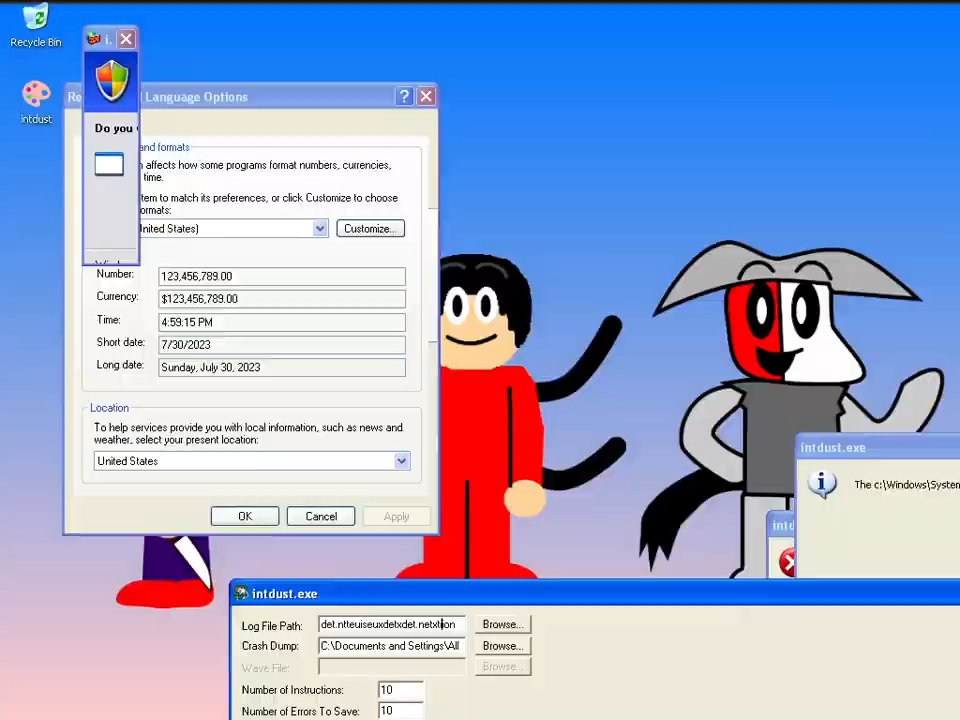 Recycle Bin
intdust
i.
Do you
Re
Language Options
and formats
affects how some programs format numbers, currencies,
time.
tem to match its preferences, or click Customize to choose
ormats:
United States)
Customize...
Number:
123,456,789.00
Currency:
$123,456,789.00
Time:
4:59:15 PM
Short date:
7/30/2023
Long date:
Sunday, July 30, 2023
Location
To help services provide you with local information, such as news and
weather, select your present location:
United States
OK
Cancel
Apply
intdust.exe
The c:\Windows\System
intd
intdust.exe
Log File Path:
det.ntteuiseuxdetxdet.netxtion
Browse...
Crash Dump:
C:\Documents and Settings\All
Browse...
Wave File:
Browse...
Number of Instructions:
10
Number of Errors To Save:
10